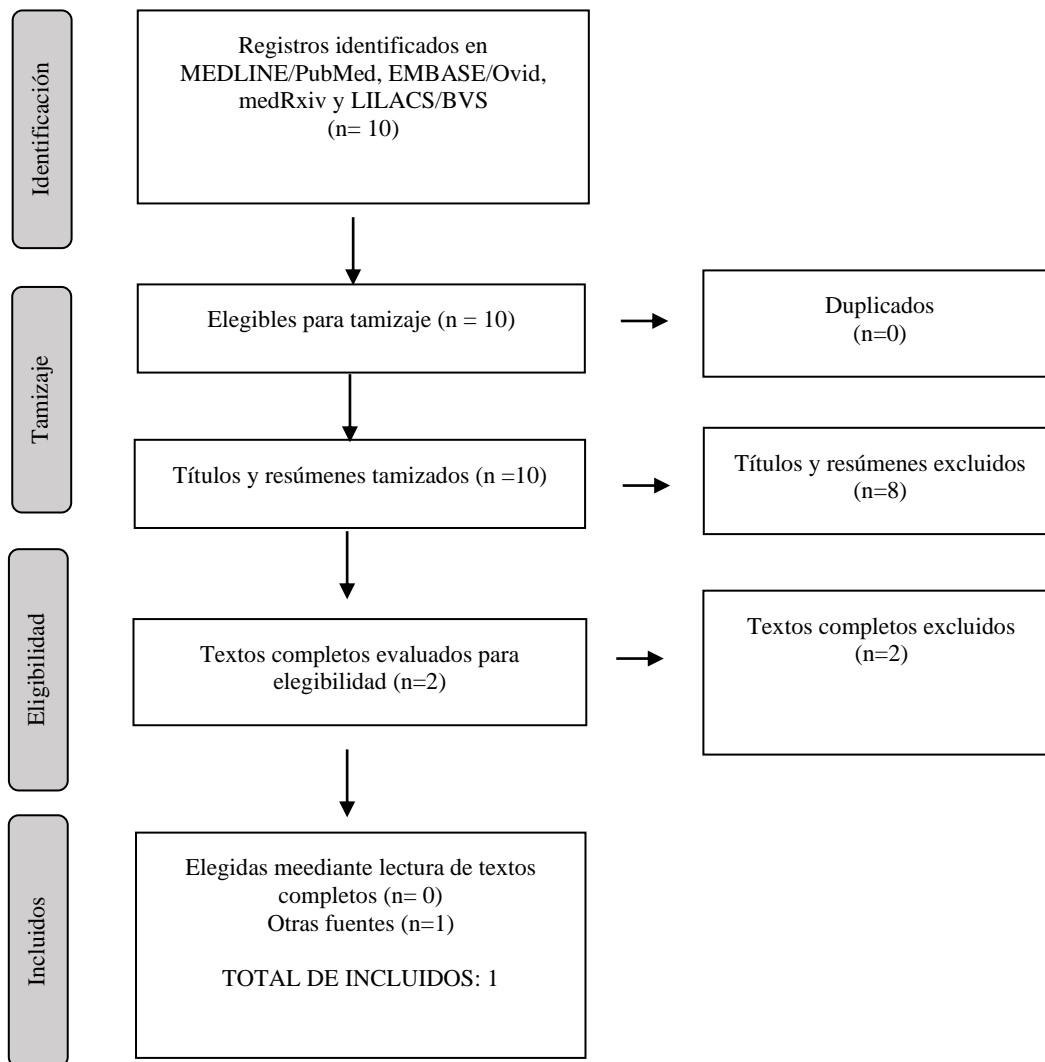 Identificación
Registros identificados en
MEDLINE/PubMed, EMBASE/Ovid,
medRxiv y LILACS/BVS
(n= 10)
Tamizaje
Elegibles para tamizaje (n = 10)
Duplicados
(n=0)
Títulos y resúmenes tamizados (n =10)
Títulos y resúmenes excluidos
(n=8)
Eligibilidad
Textos completos evaluados para
elegibilidad (n=2)
Textos completos excluidos
(n=2)
Incluidos
Elegidas meediante lectura de textos
completos (n= 0)
Otras fuentes (n=1)
TOTAL DE INCLUIDOS: 1